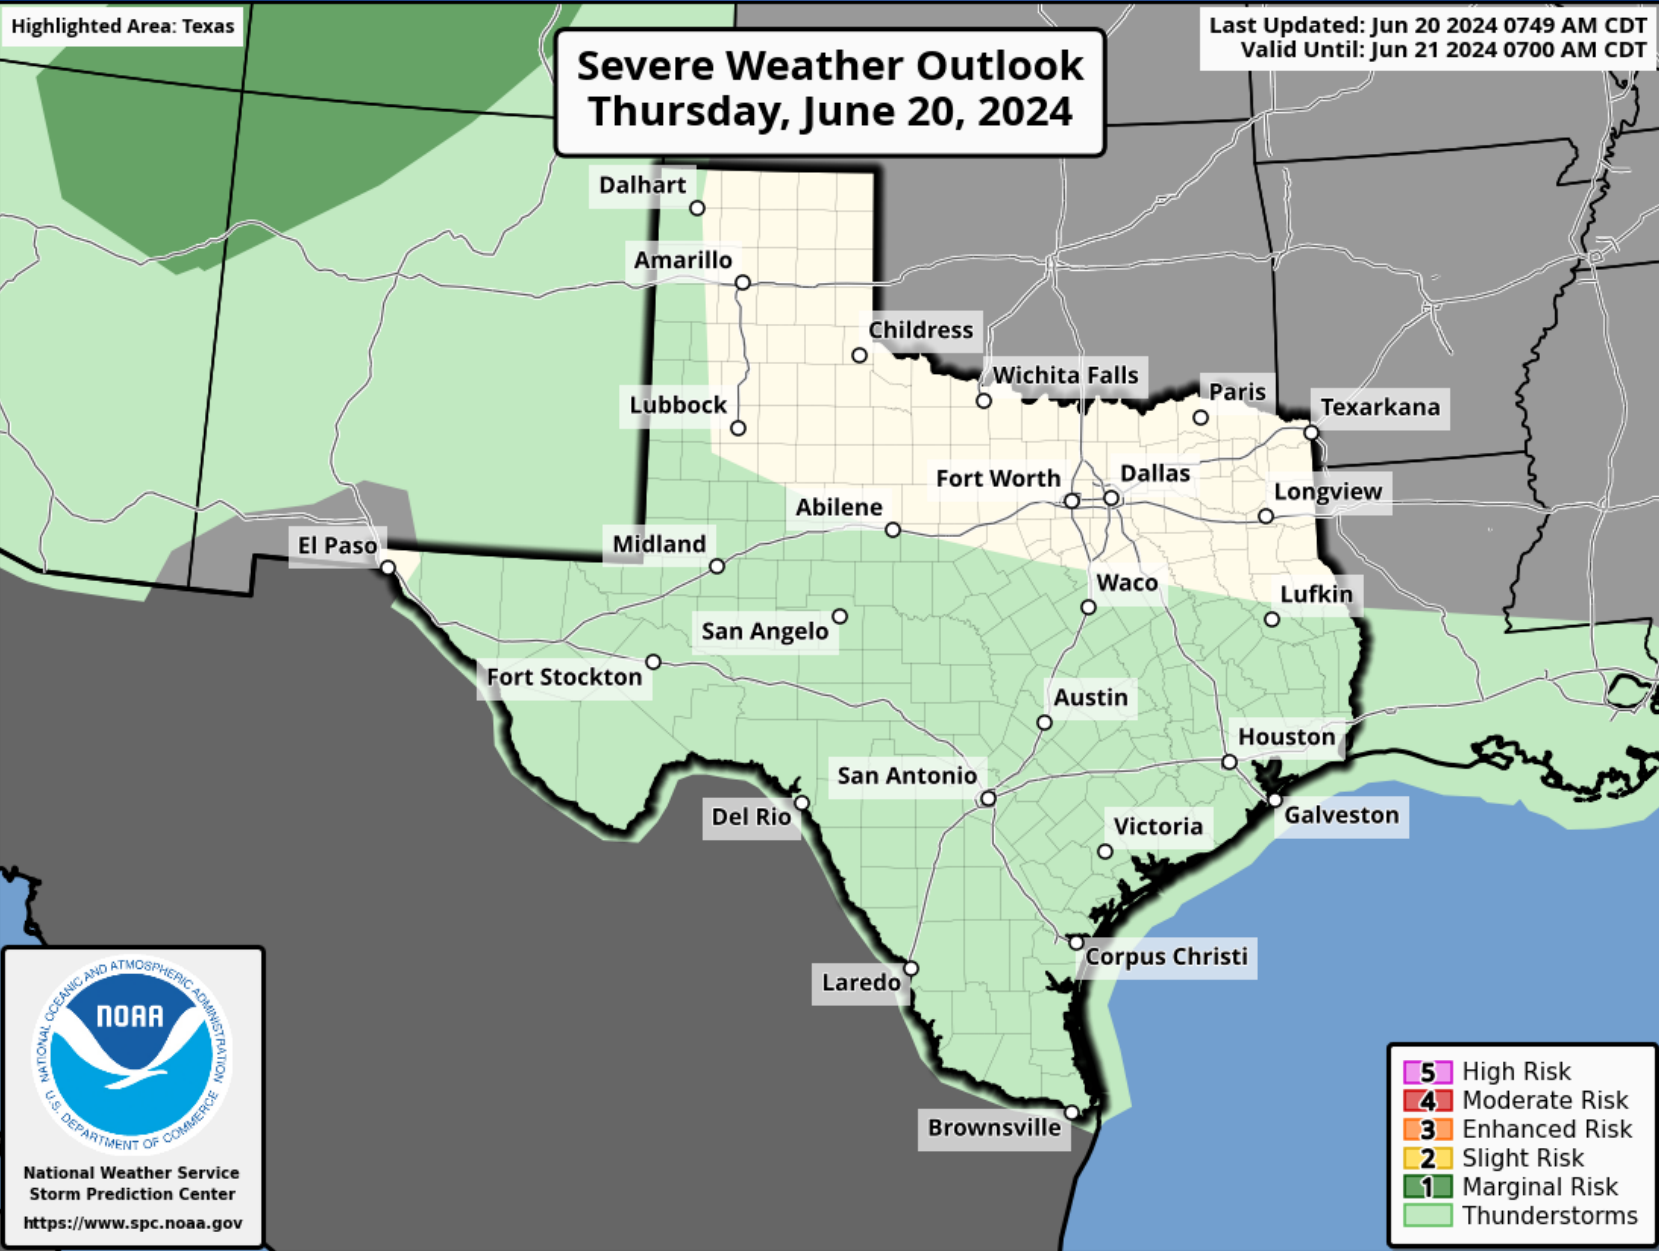 Highlighted Area: Texas
Severe Weather Outlook
Thursday, June 20, 2024
Last Updated: Jun 20 2024 0749 AM CDT
Valid Until: Jun 21 2024 0700 AM CDT
Dalhart
Amarillo
Childress
Wichita Falls
Paris
Texarkana
Lubbock
Fort Worth
Dallas
Longview
Abilene
El Paso
Midland
Waco
Lufkin
San Angelo
Fort Stockton
Austin
Houston
San Antonio
Del Rio
Galveston
Victoria
Corpus Christi
Laredo
Brownsville
NATIONAL OCEANIC AND ATMOSPHERIC ADMINISTRATION
NOAA
U.S. DEPARTMENT OF COMMERCE
National Weather Service
Storm Prediction Center
https://www.spc.noaa.gov
5 High Risk
4 Moderate Risk
3 Enhanced Risk
2 Slight Risk
1 Marginal Risk
Thunderstorms